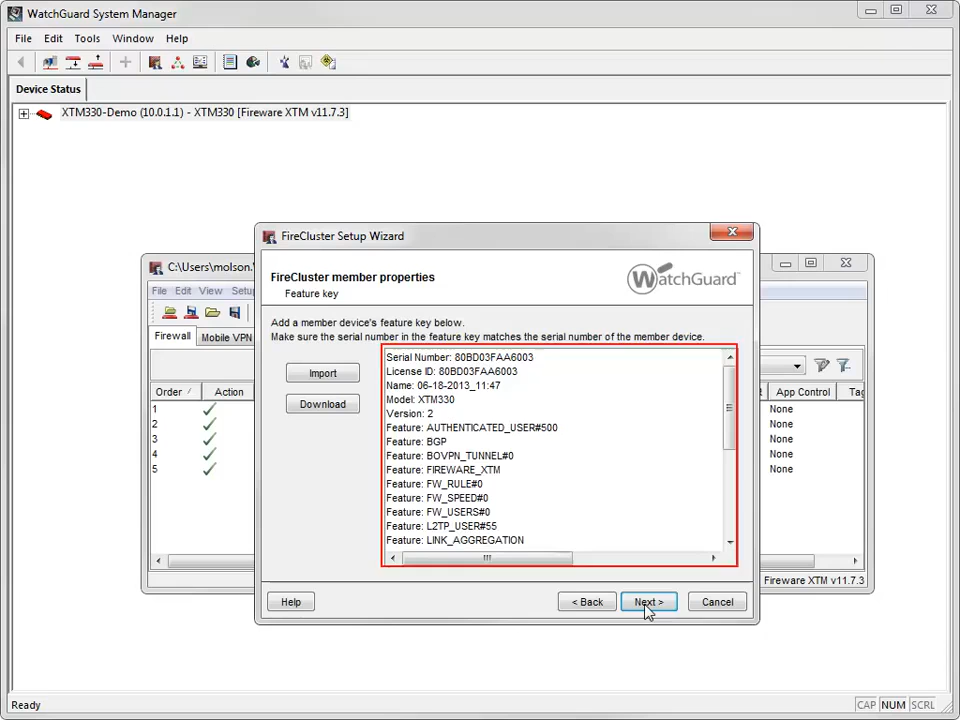 WatchGuard System Manager
File Edit Tools Window Help
Device Status
XTM330-Demo (10.0.1.1) - XTM330 [Fireware XTM v11.7.3]
FireCluster Setup Wizard
C:\Users\molson.
FireCluster member properties
Feature key
WatchGuard
File Edit View Setu
Firewall Mobile VPN
Add a member device's feature key below.
Make sure the serial number in the feature key matches the serial number of the member device.
Import
Download
Serial Number: 80BD03FAA6003
License ID: 80BD03FAA6003
Name: 06-18-2013_11:47
Model: XTM330
Version: 2
Feature: AUTHENTICATED_USER#500
Feature: BGP
Feature: BOVPN_TUNNEL#0
Feature: FIREWARE_XTM
Feature: FW_RULE#0
Feature: FW_SPEED#0
Feature: FW_USERS#0
Feature: L2TP_USER#55
Feature: LINK_AGGREGATION
Order / Action App Control Tag
1 None
2 None
3 None
4 None
5 None
Fireware XTM v11.7.3
Help < Back Next > Cancel
Ready CAP NUM SCRL